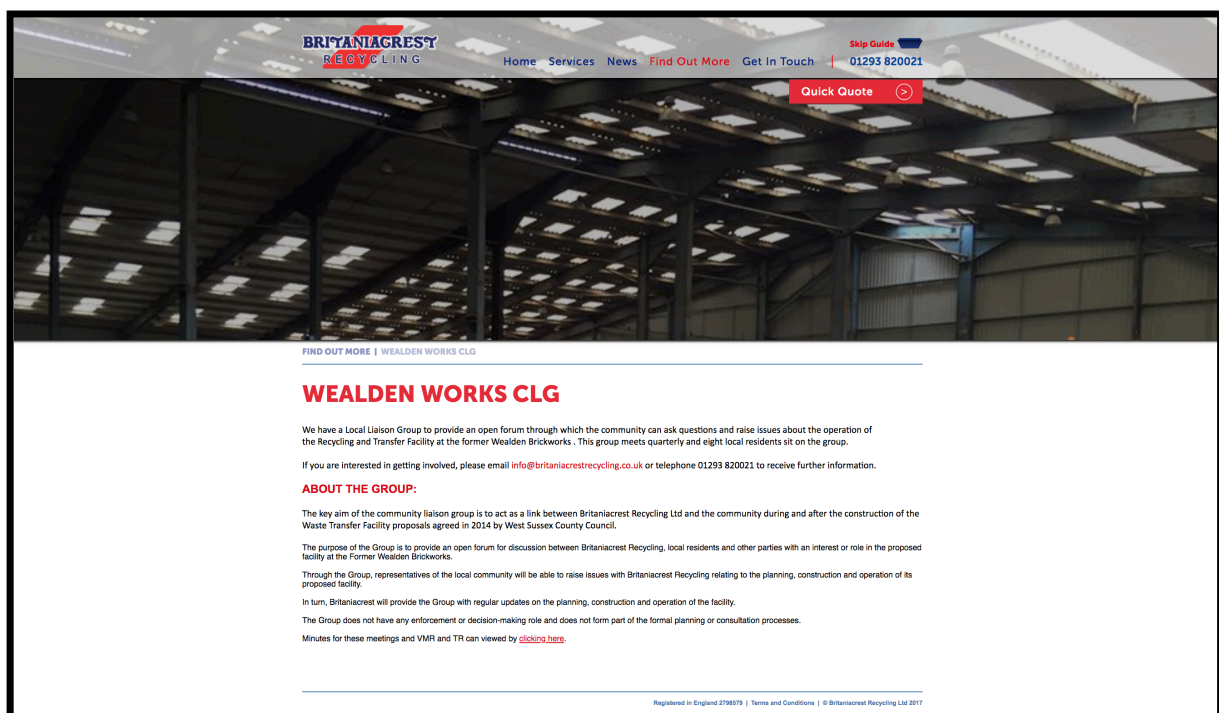 BRITANIACREST
RECYCLING
Skip Guide
Home Services News Find Out More Get In Touch | 01293 820021
Quick Quote >
FIND OUT MORE | WEALDEN WORKS CLG
WEALDEN WORKS CLG
We have a Local Liaison Group to provide an open forum through which the community can ask questions and raise issues about the operation of
the Recycling and Transfer Facility at the former Wealden Brickworks . This group meets quarterly and eight local residents sit on the group.
If you are interested in getting involved, please email info@britaniacrestrecycling.co.uk or telephone 01293 820021 to receive further information.
ABOUT THE GROUP:
The key aim of the community liaison group is to act as a link between Britaniacrest Recycling Ltd and the community during and after the construction of the
Waste Transfer Facility proposals agreed in 2014 by West Sussex County Council.
The purpose of the Group is to provide an open forum for discussion between Britaniacrest Recycling, local residents and other parties with an interest or role in the proposed
facility at the Former Wealden Brickworks.
Through the Group, representatives of the local community will be able to raise issues with Britaniacrest Recycling relating to the planning, construction and operation of its
proposed facility.
In turn, Britaniacrest will provide the Group with regular updates on the planning, construction and operation of the facility.
The Group does not have any enforcement or decision-making role and does not form part of the formal planning or consultation processes.
Minutes for these meetings and VMR and TR can viewed by clicking here.
Registered in England 2798579 | Terms and Conditions | © Britaniacrest Recycling Ltd 2017